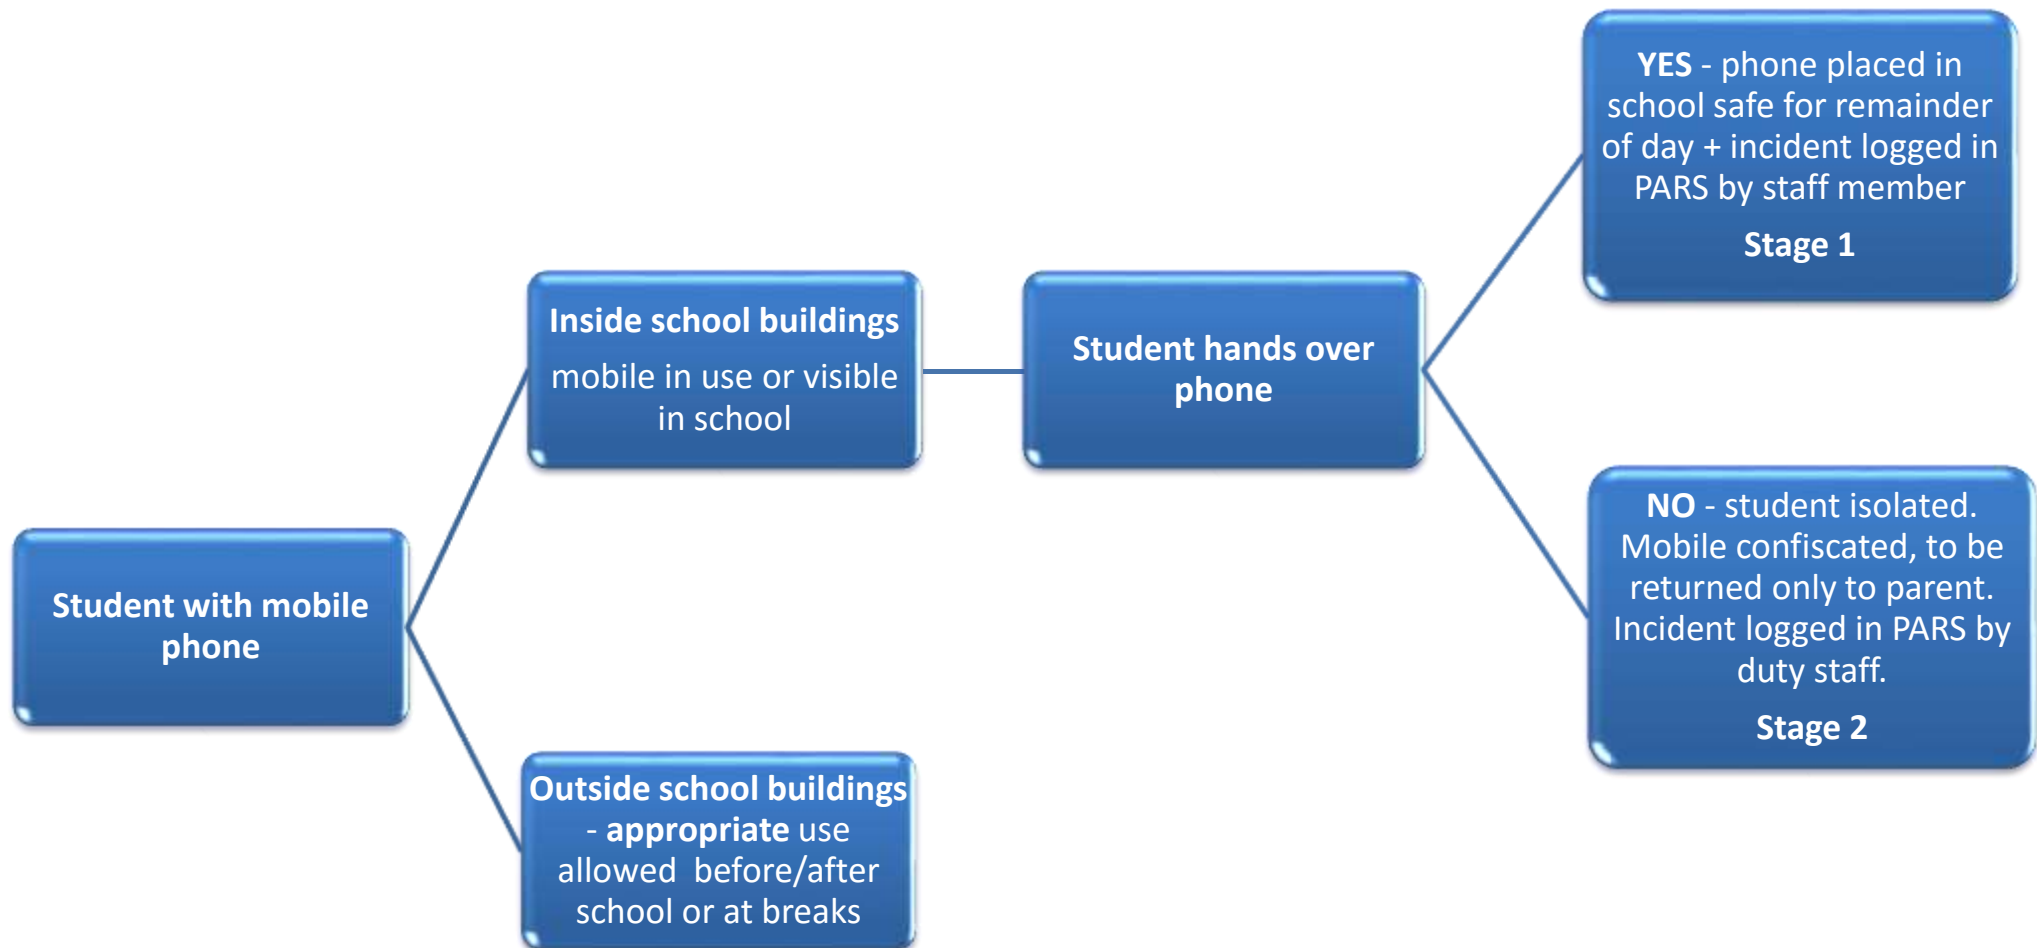 Student with mobile
phone
Inside school buildings
mobile in use or visible
in school
Outside school buildings
- appropriate use
allowed  before/after
school or at breaks
Student hands over
phone
YES - phone placed in
school safe for remainder
of day + incident logged in
PARS by staff member
Stage 1
NO - student isolated.
Mobile confiscated, to be
returned only to parent.
Incident logged in PARS by
duty staff.
Stage 2